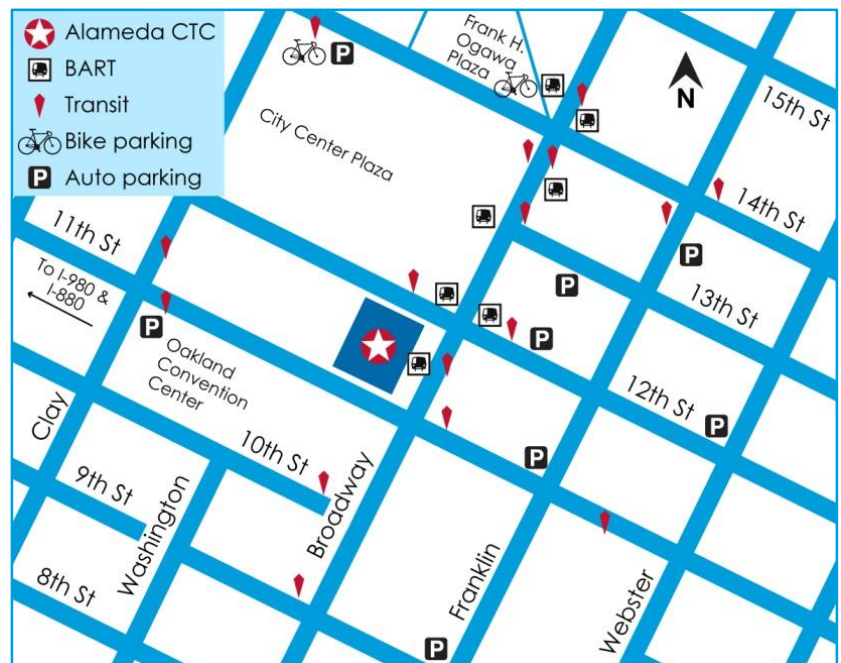 Alameda CTC
BART
Transit
Bike parking
P Auto parking
P
Frank H.
Ogawa
Plaza
N
15th St
City Center Plaza
14th St
11th St
P
13th St
To I-980 &
I-880
P
P
P
Oakland
Convention
Center
12th St
P
Clay
10th St
P
9th St
Washington
Broadway
8th St
Franklin
Webster
P